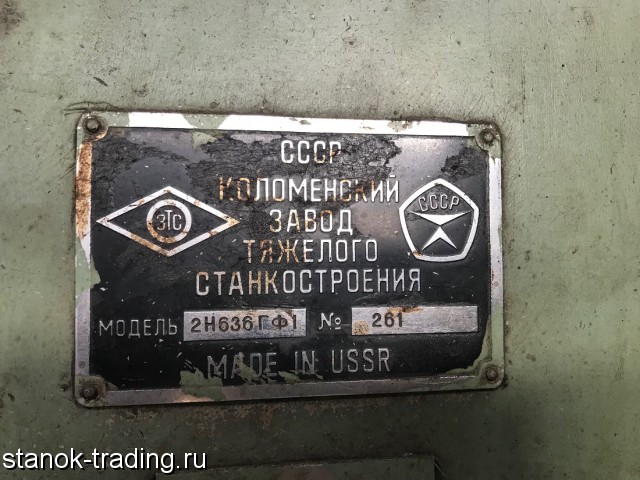 СССР
КОЛОМЕНСКИЙ
ЗАВОД
ТЯЖЕЛОГО
СТАНКОСТРОЕНИЯ
ЗТС
СССР
МОДЕЛЬ 2Н636ГФ1 № 261
MADE IN USSR
stanok-trading.ru